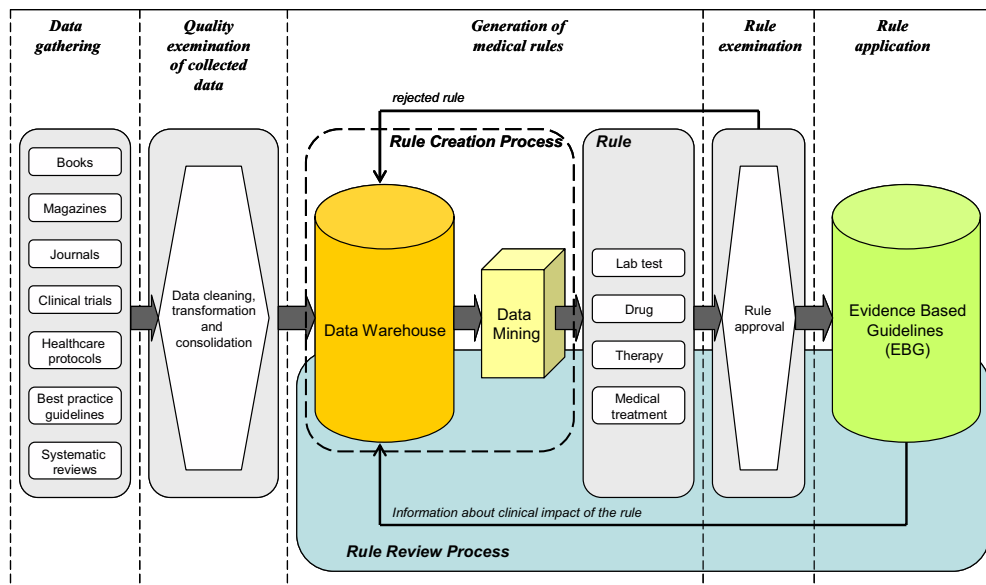 Data
gathering
Quality
exemination
of collected
data
Generation of
medical rules
Rule
exemination
Rule
application
rejected rule
Rule Creation Process
Rule
Books
Magazines
Journals
Clinical trials
Healthcare
protocols
Best practice
guidelines
Systematic
reviews
Data cleaning,
transformation
and
consolidation
Data Warehouse
Data
Mining
Lab test
Drug
Therapy
Medical
treatment
Rule
approval
Evidence Based
Guidelines
(EBG)
Information about clinical impact of the rule
Rule Review Process